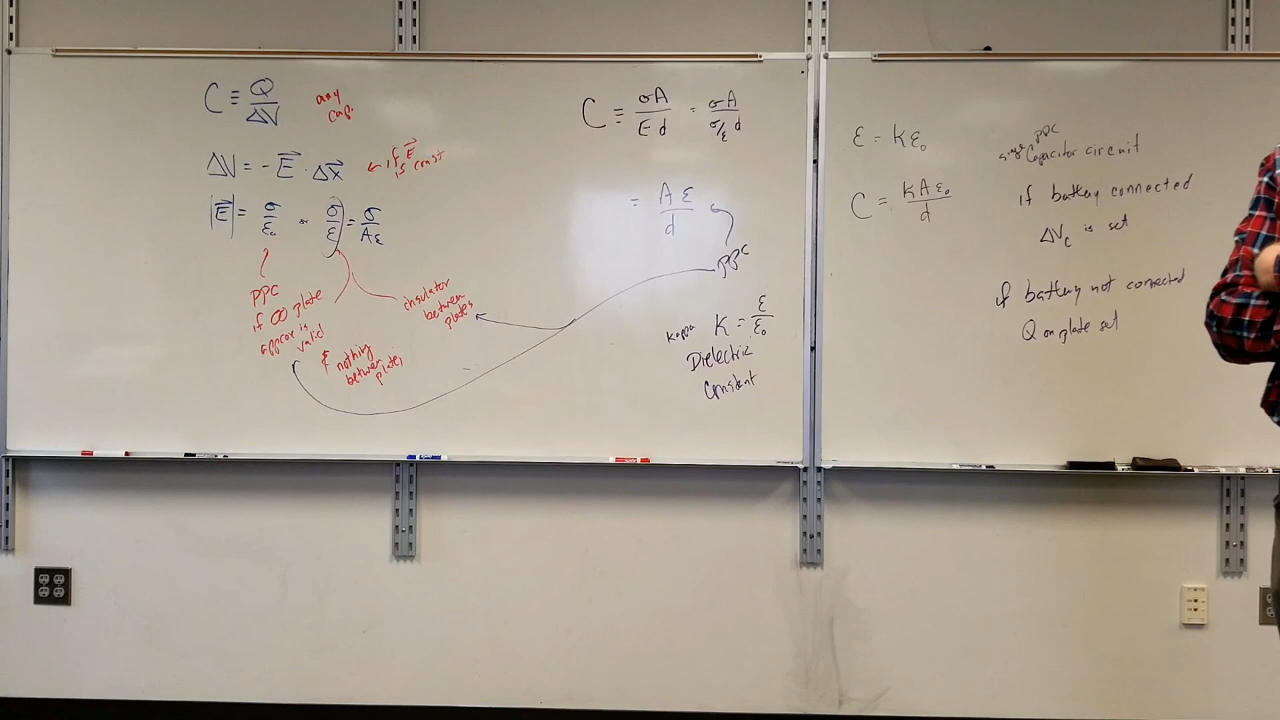 C ≡ Q/ΔV any cap.
ΔV = -E⃗ · Δx⃗ ← if E⃗ is const
|E⃗| = σ/ε₀ or σ/ε = σ/Aε
PPC
if ∞ plate
approx is
valid
& nothing
between
plates
insulator
between
plates
C ≡ σA/Ed = σA/(σ/ε d)
= Aε/d
PPC
kappa K = ε/ε₀
Dielectric
Constant
ε = kε₀
C = kAε₀/d
single PPC
Capacitor circuit
if battery connected
ΔV_C is set
if battery not connected
Q on plate set